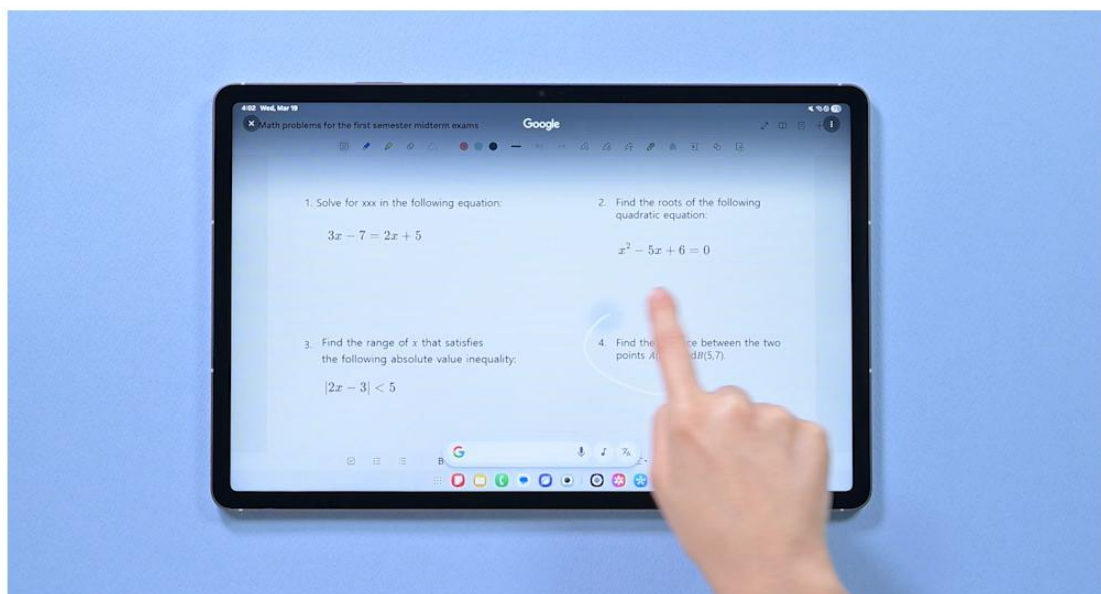 4:02 Wed, Mar 19
Math problems for the first semester midterm exams
Google
1. Solve for xxx in the following equation:
3x − 7 = 2x + 5
2. Find the roots of the following
quadratic equation:
x² − 5x + 6 = 0
3. Find the range of x that satisfies
the following absolute value inequality:
|2x − 3| < 5
4. Find the between the two
points A B(5,7).
B
G